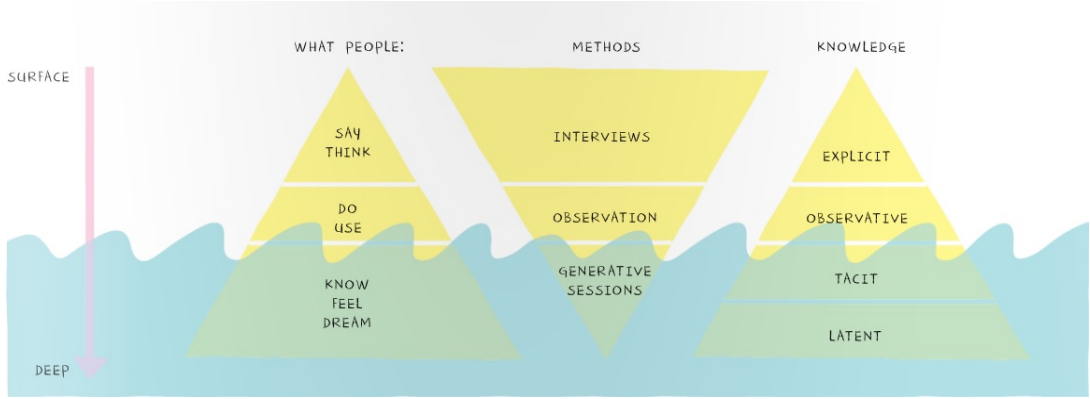 WHAT PEOPLE:
METHODS
KNOWLEDGE
SURFACE
SAY
THINK
INTERVIEWS
EXPLICIT
DO
USE
OBSERVATION
OBSERVATIVE
KNOW
FEEL
DREAM
GENERATIVE
SESSIONS
TACIT
LATENT
DEEP